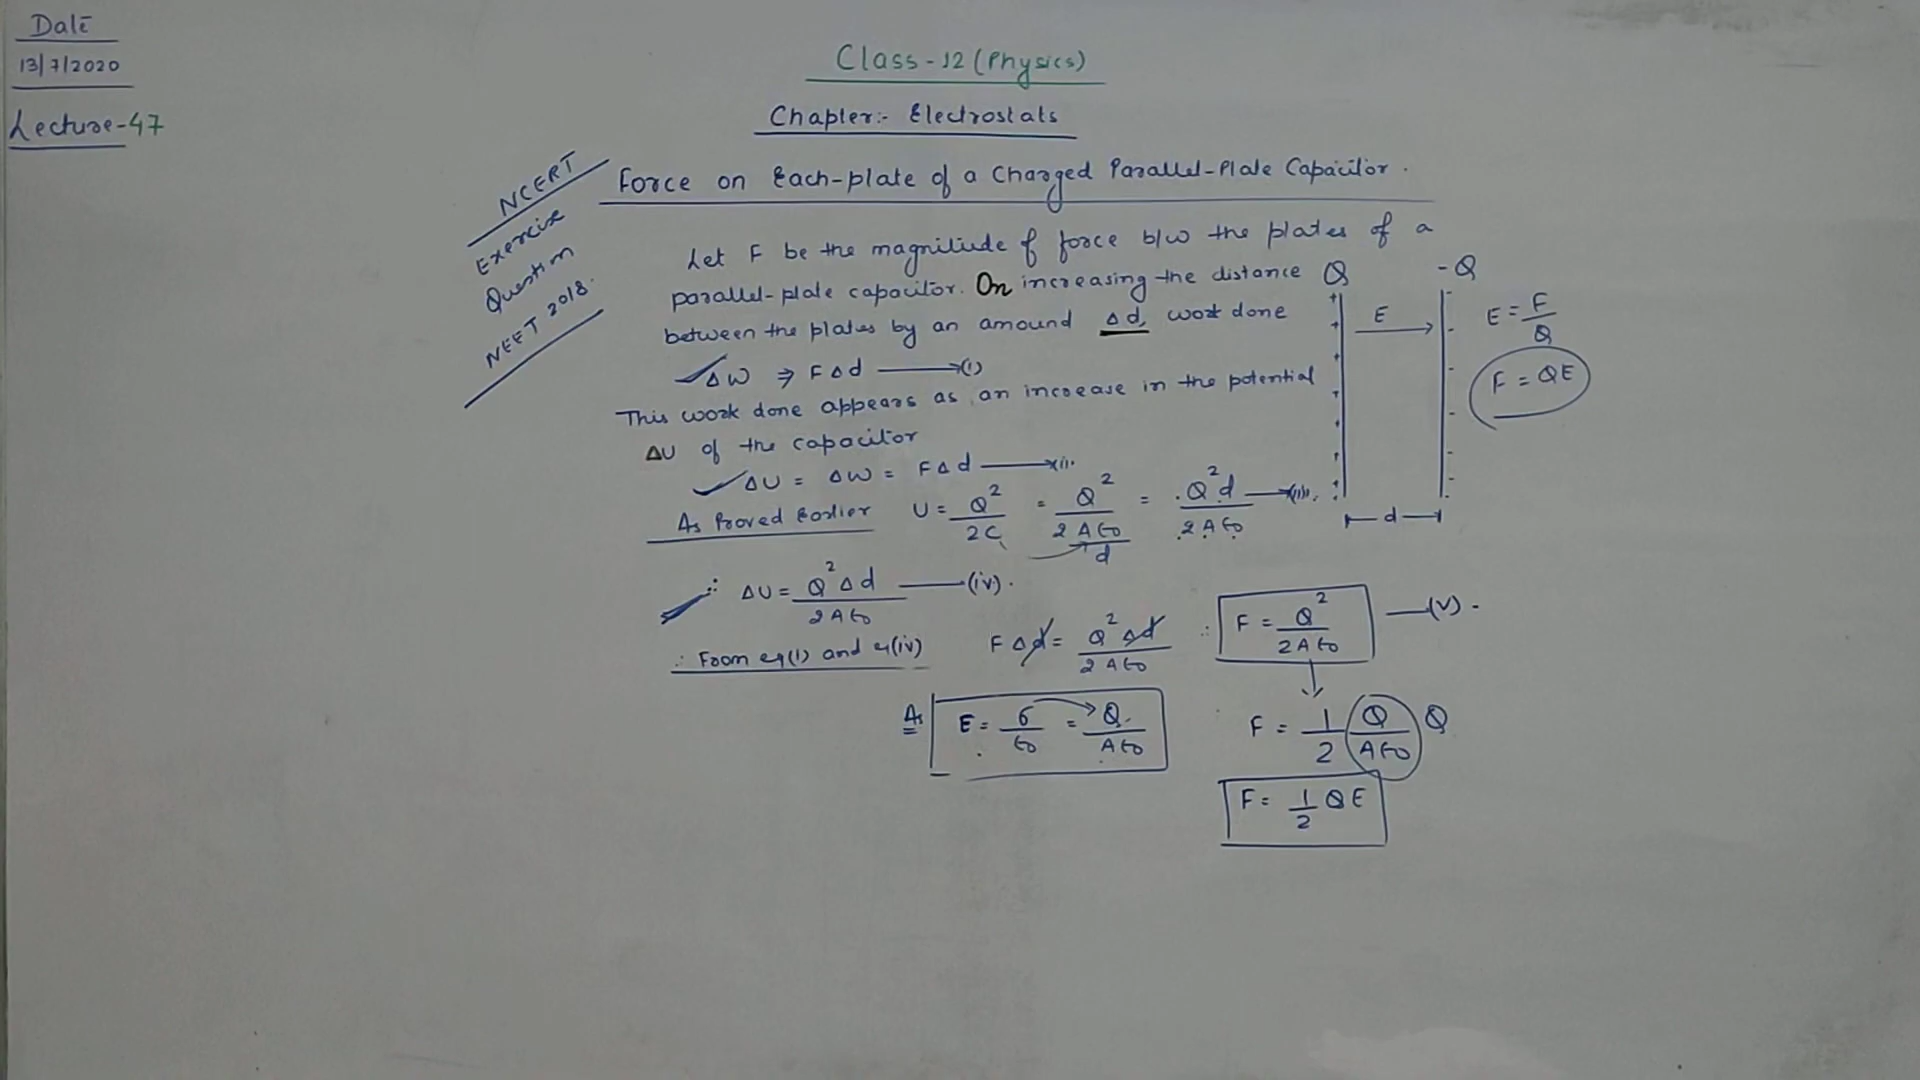 Date
13/7/2020
Lecture-47
Class-12 (Physics)
Chapter:- Electrostats
NCERT
Exercise
Question
NEET 2018.
Force on Each-plate of a Charged Parallel-Plate Capacitor.
Let F be the magnitude of force b/w the plates of a
parallel-plate capacitor. On increasing the distance
between the plates by an amound Δd, work done
ΔW ⇒ FΔd —(i)
This work done appears as an increase in the potential
ΔU of the capacitor
ΔU = ΔW = FΔd —(ii)
As Proved Earlier U = Q²/2C = Q²/(2Aε₀/d) = Q²d/2Aε₀ —(iii)
∴ ΔU = Q²Δd/2Aε₀ —(iv).
∴ From eq(i) and eq(iv) FΔd = Q²Δd/2Aε₀ ∴ F = Q²/2Aε₀ —(v).
As E = σ/ε₀ = Q/Aε₀
F = 1/2 Q/Aε₀ Q
F = 1/2 QE
Q -Q
E
E = F/Q
F = QE
d